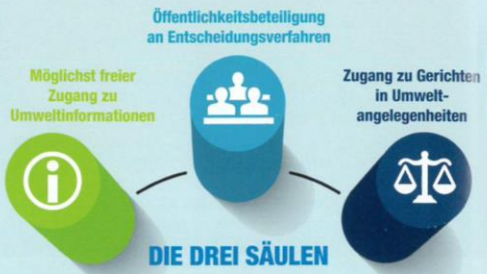 Öffentlichkeitsbeteiligung
an Entscheidungsverfahren
Möglichst freier
Zugang zu
Umweltinformationen
Zugang zu Gerichten
in Umwelt-
angelegenheiten
DIE DREI SÄULEN